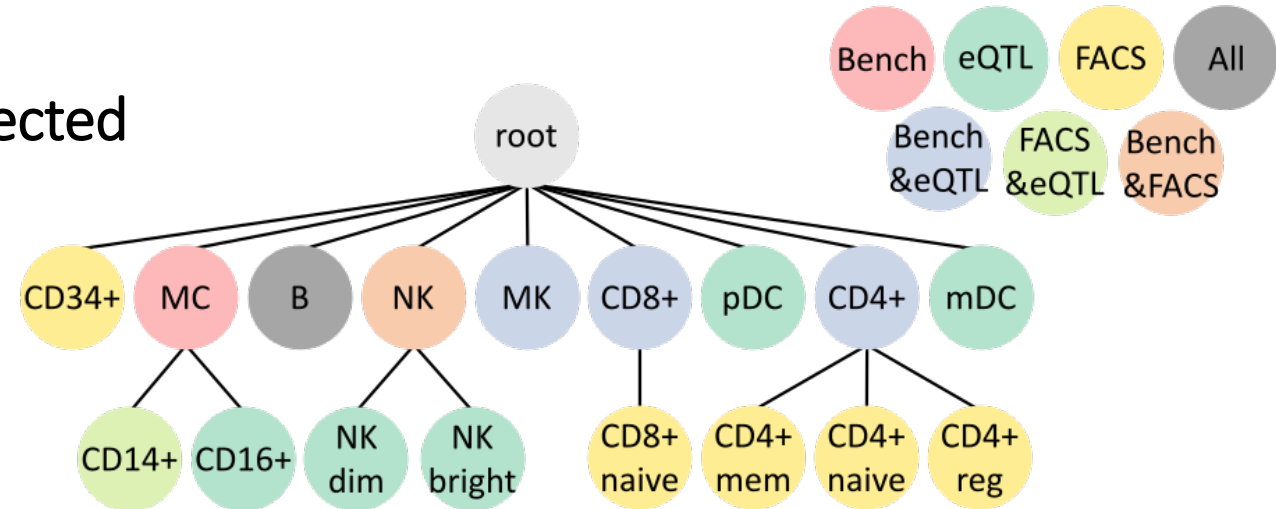 Bench eQTL FACS All
ected
Bench FACS Bench
&eQTL &eQTL &FACS
root
CD34+ MC B NK MK CD8+ pDC CD4+ mDC
CD14+ CD16+ NK NK CD8+ CD4+ CD4+ CD4+
dim bright naive mem naive reg